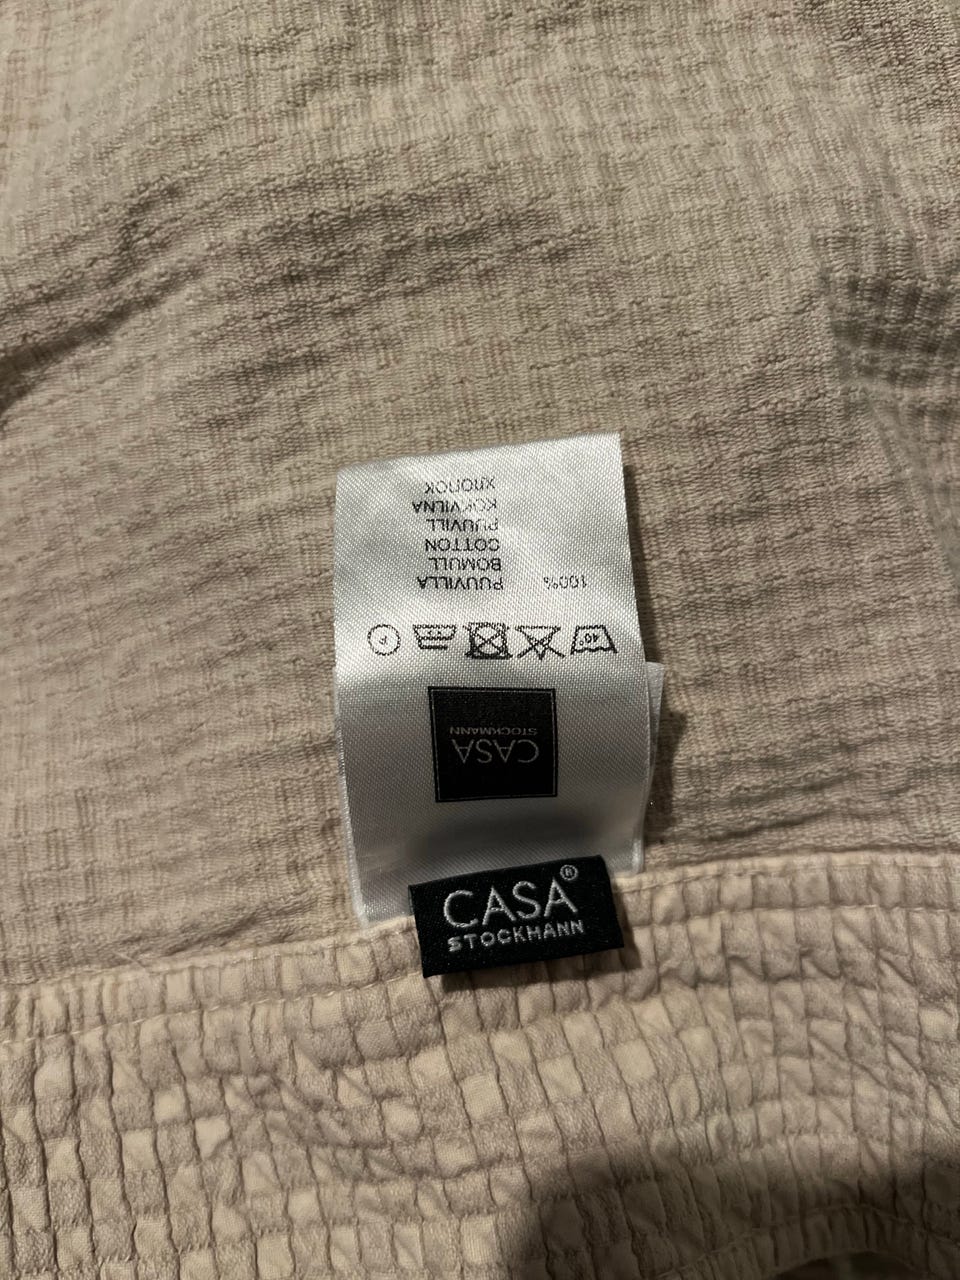 CASA®
STOCKMANN
CASA
STOCKMANN
40°
P
100% PUUVILLA
BOMULL
COTTON
PUUVILL
KOKVILNA
ХЛОПОК